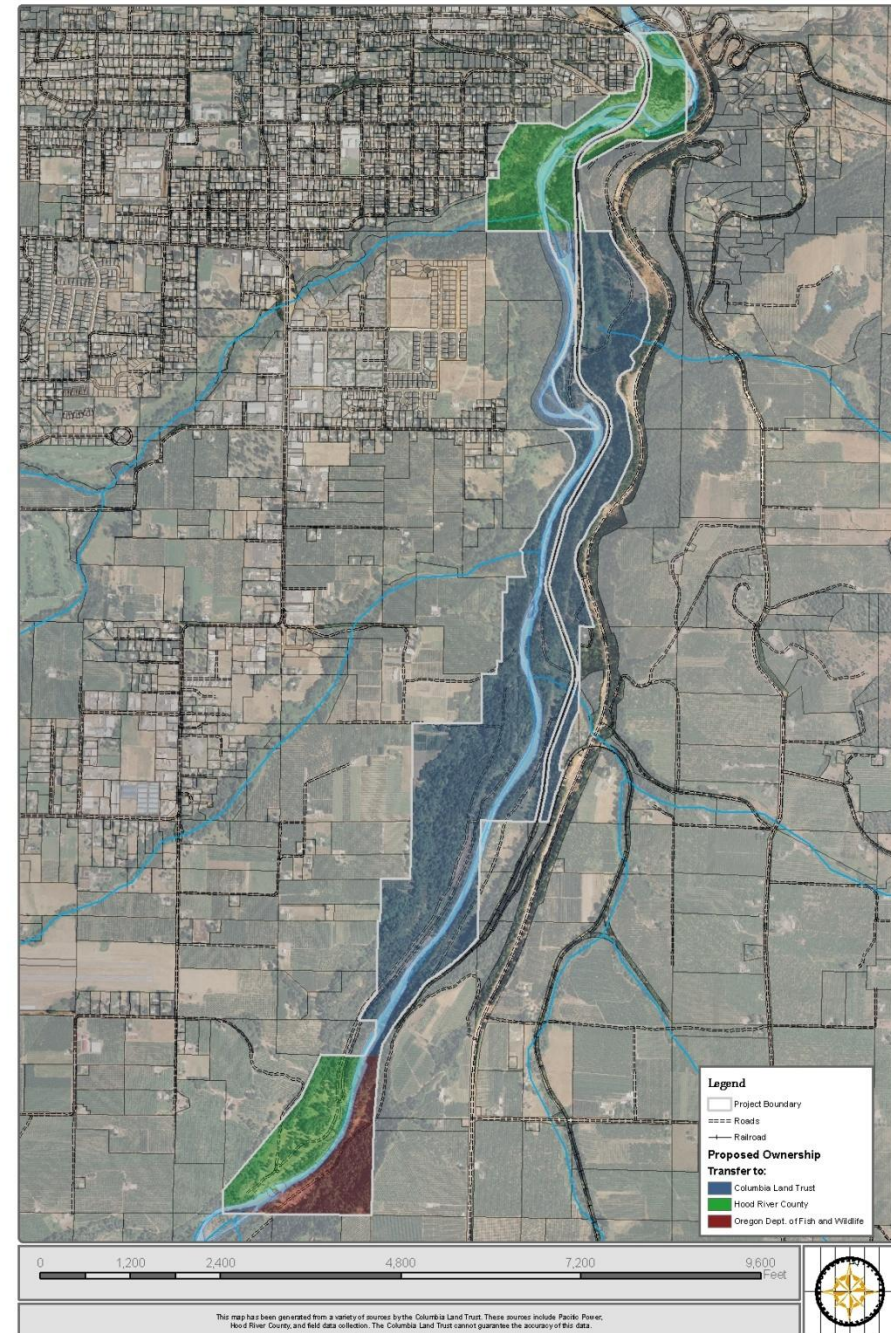 Legend
Project Boundary
Roads
Railroad
Proposed Ownership
Transfer to:
Columbia Land Trust
Hood River County
Oregon Dept. of Fish and Wildlife
0 1,200 2,400 4,800 7,200 9,600
Feet
This map has been generated from a variety of sources by the Columbia Land Trust. These sources include Pacific Power,
Hood River County, and field data collection. The Columbia Land Trust cannot guarantee the accuracy of this data.